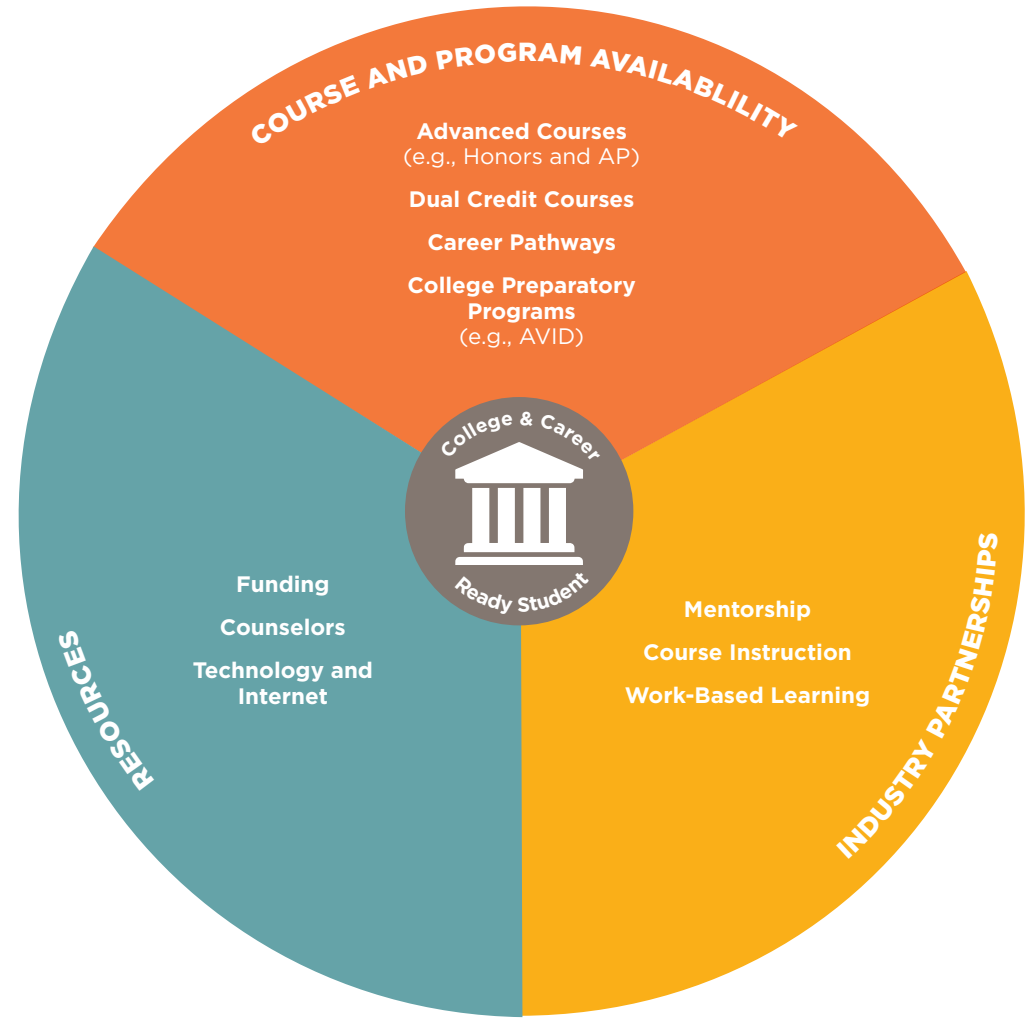 COURSE AND PROGRAM AVAILABLILITY
Advanced Courses
(e.g., Honors and AP)
Dual Credit Courses
Career Pathways
College Preparatory
Programs
(e.g., AVID)
College & Career
Ready Student
RESOURCES
Funding
Counselors
Technology and
Internet
Mentorship
Course Instruction
Work-Based Learning
INDUSTRY PARTNERSHIPS